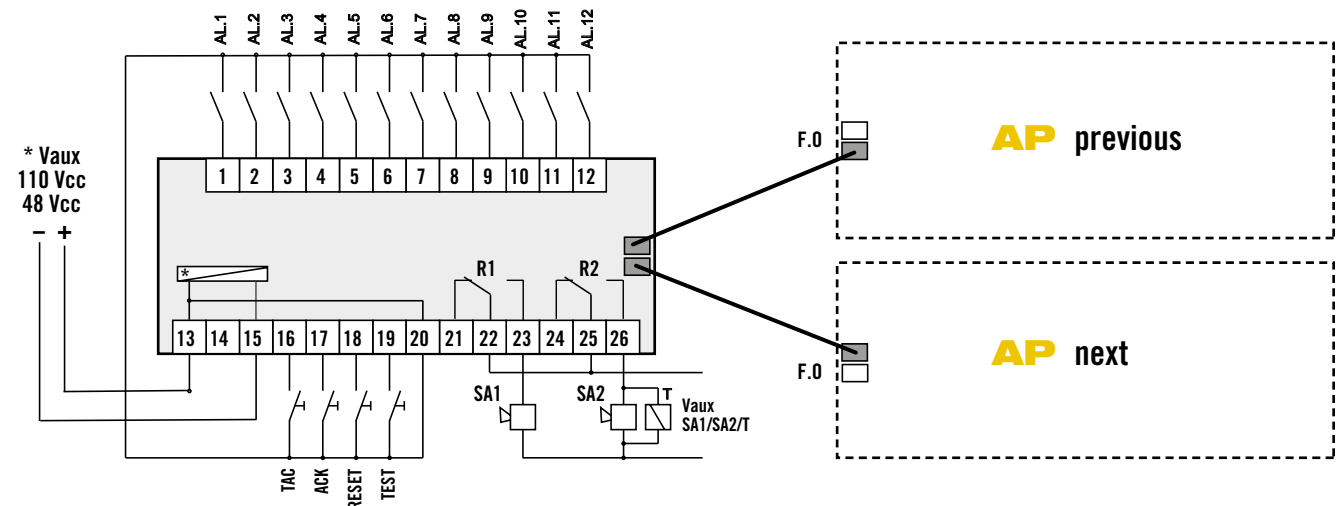 AL.1 AL.2 AL.3 AL.4 AL.5 AL.6 AL.7 AL.8 AL.9 AL.10 AL.11 AL.12
* Vaux
110 Vcc
48 Vcc
− +
1 2 3 4 5 6 7 8 9 10 11 12
*
R1 R2
13 14 15 16 17 18 19 20 21 22 23 24 25 26
SA1 SA2 T
Vaux
SA1/SA2/T
TAC ACK RESET TEST
F.O
AP previous
F.O
AP next